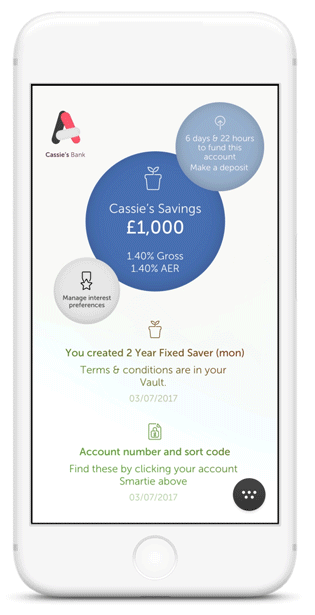 Cassie's Bank
6 days & 22 hours
to fund this
account
Make a deposit
Cassie's Savings
£1,000
1.40% Gross
1.40% AER
Manage interest
preferences
You created 2 Year Fixed Saver (mon)
Terms & conditions are in your
Vault.
03/07/2017
Account number and sort code
Find these by clicking your account
Smartie above
03/07/2017